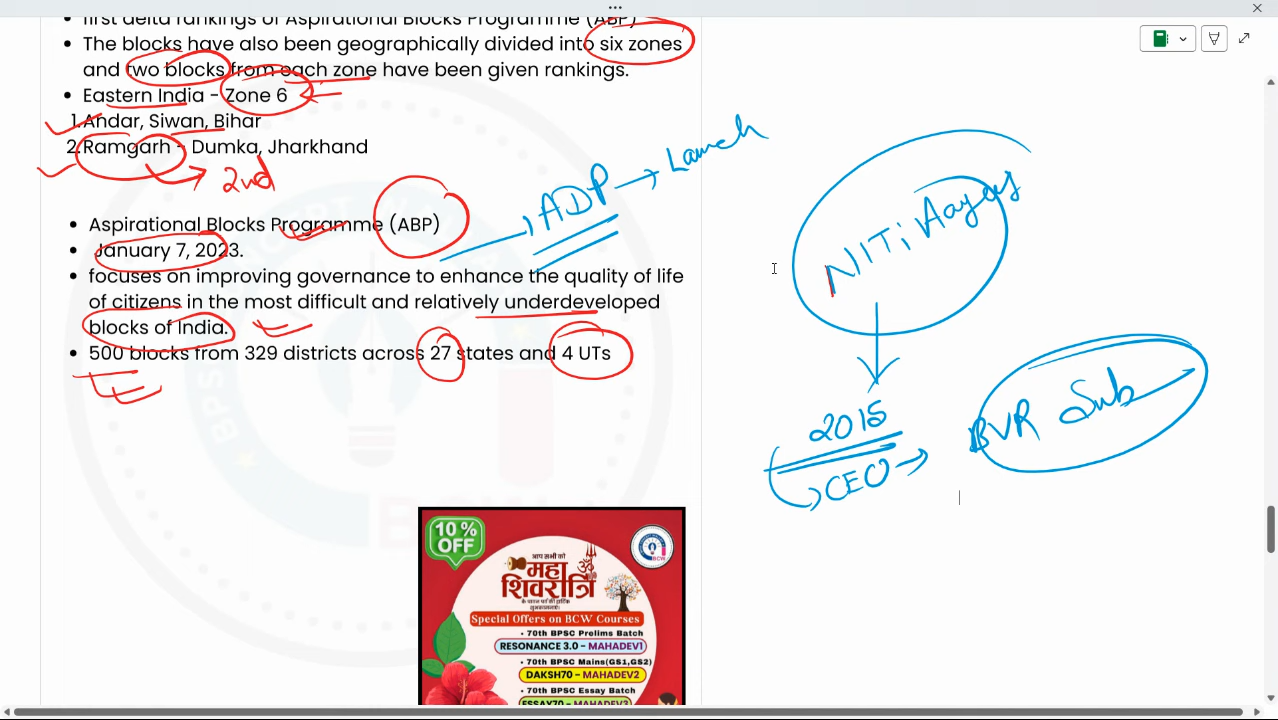 first delta rankings of Aspirational Blocks Programme (ABP)
• The blocks have also been geographically divided into six zones
and two blocks from each zone have been given rankings.
• Eastern India - Zone 6
1. Andar, Siwan, Bihar
2. Ramgarh - Dumka, Jharkhand
2nd
ADP → Launch
• Aspirational Blocks Programme (ABP)
• January 7, 2023.
• focuses on improving governance to enhance the quality of life
of citizens in the most difficult and relatively underdeveloped
blocks of India.
• 500 blocks from 329 districts across 27 states and 4 UTs
NITi Aayog
2015
CEO →
BVR Sub
10%
OFF
आप सभी को
महा
शिवरात्रि
Special Offers on BCW Courses
• 70th BPSC Prelims Batch
RESONANCE 3.0 - MAHADEV1
• 70th BPSC Mains(GS1,GS2)
DAKSH70 - MAHADEV2
• 70th BPSC Essay Batch
ESSAY70 - MAHADEV3
BCW